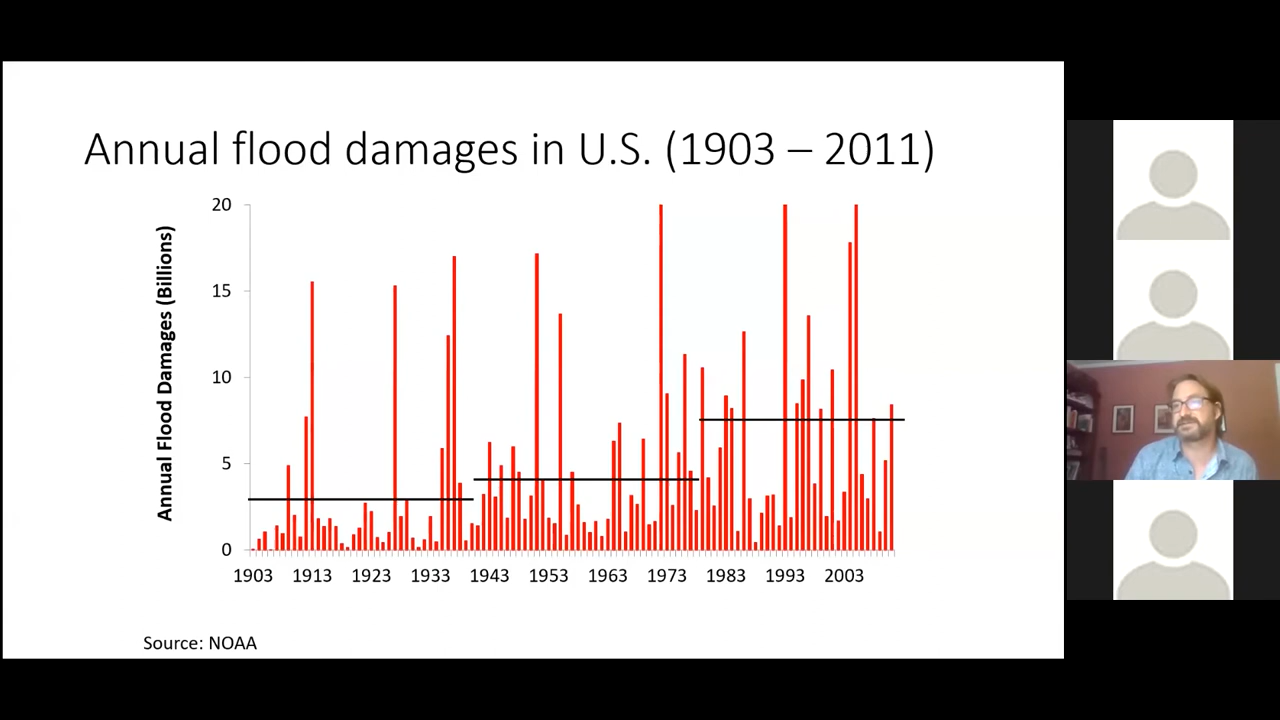 Annual flood damages in U.S. (1903 – 2011)
Annual Flood Damages (Billions)
20
15
10
5
0
1903 1913 1923 1933 1943 1953 1963 1973 1983 1993 2003
Source: NOAA